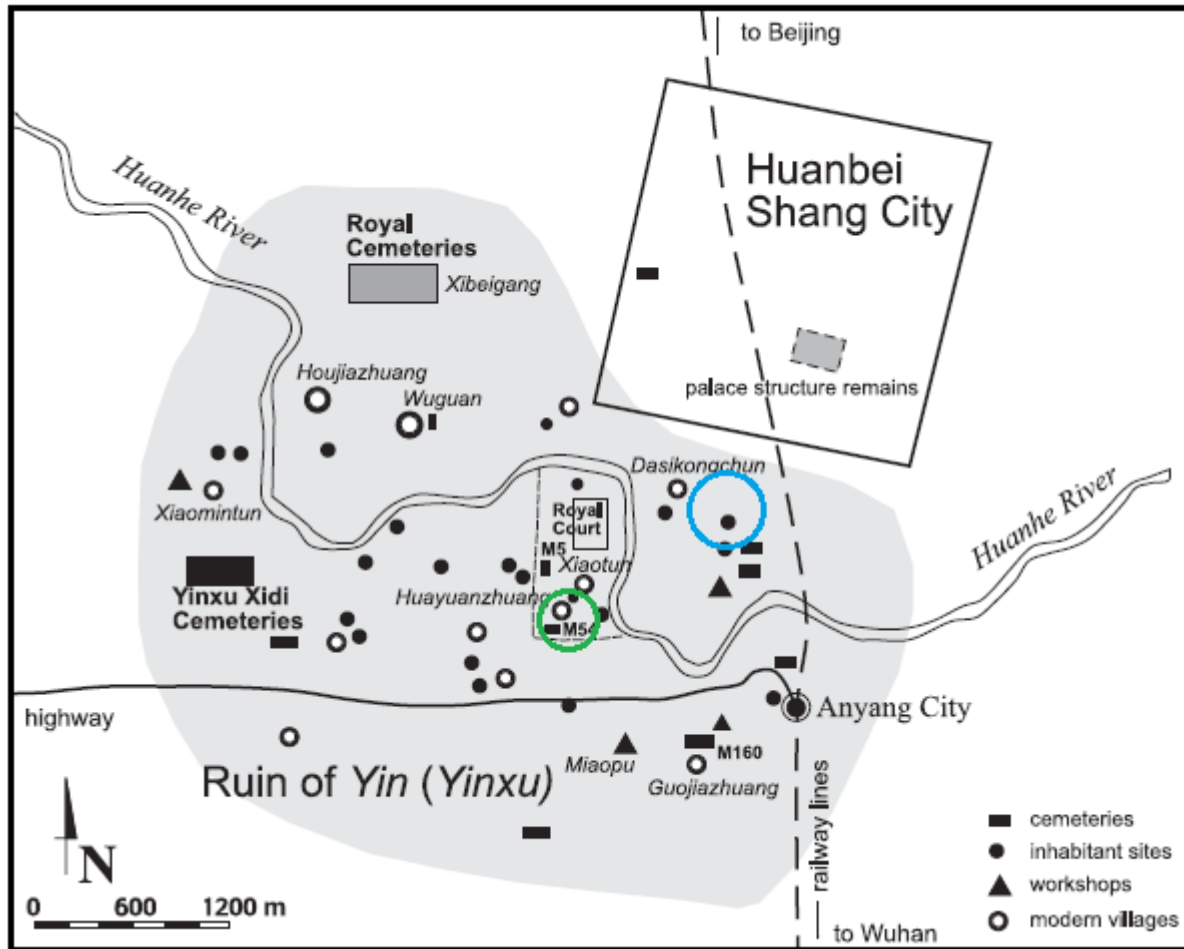 to Beijing
Huanbei
Shang City
Huanhe River
Royal
Cemeteries
Xibeigang
palace structure remains
Houjiazhuang
Wuguan
Dasikongchun
Xiaomintun
Royal
Court
M5
Xiaotun
Huanhe River
Yinxu Xidi
Cemeteries
Huayuanzhuang
M54
highway
Anyang City
Miaopu
M160
Guojiazhuang
Ruin of Yin (Yinxu)
railway lines
N
0 600 1200 m
cemeteries
inhabitant sites
workshops
modern villages
to Wuhan